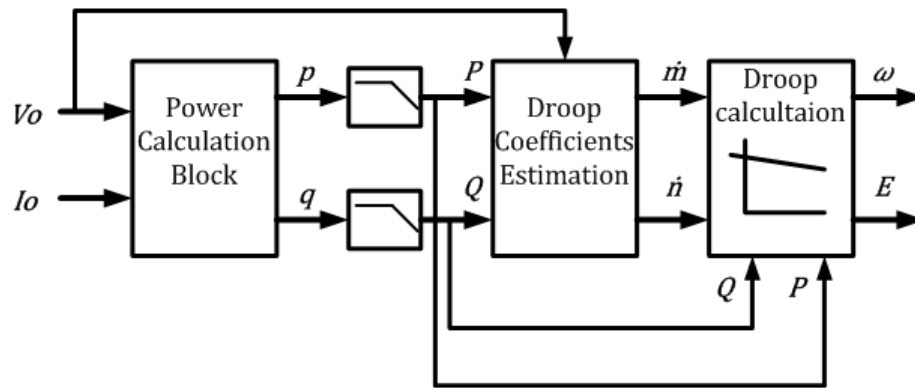 Vo
Io
Power
Calculation
Block
p
q
P
Q
Droop
Coefficients
Estimation
ṁ
ṅ
Droop
calcultaion
ω
E
Q
P